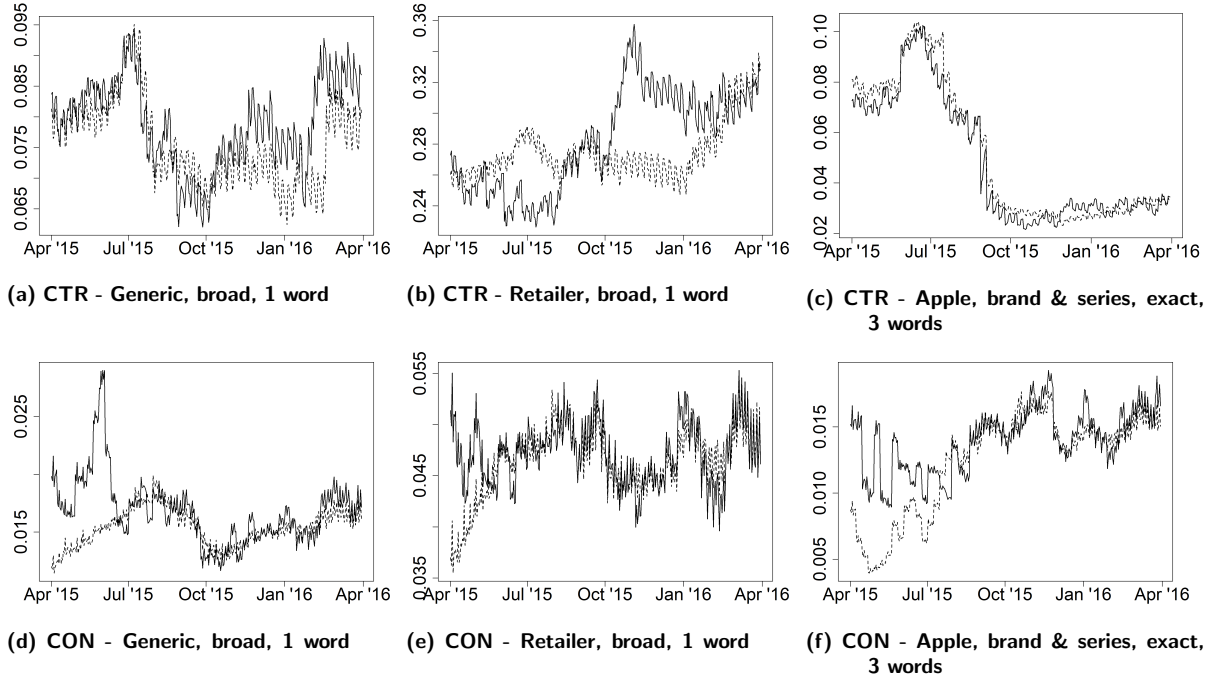 0.095
0.085
0.075
0.065
Apr '15 Jul '15 Oct '15 Jan '16 Apr '16
(a) CTR - Generic, broad, 1 word
0.36
0.32
0.28
0.24
Apr '15 Jul '15 Oct '15 Jan '16 Apr '16
(b) CTR - Retailer, broad, 1 word
0.10
0.08
0.06
0.04
0.02
Apr '15 Jul '15 Oct '15 Jan '16 Apr '16
(c) CTR - Apple, brand & series, exact,
3 words
0.025
0.015
Apr '15 Jul '15 Oct '15 Jan '16 Apr '16
(d) CON - Generic, broad, 1 word
0.055
0.045
0.035
Apr '15 Jul '15 Oct '15 Jan '16 Apr '16
(e) CON - Retailer, broad, 1 word
0.015
0.010
0.005
Apr '15 Jul '15 Oct '15 Jan '16 Apr '16
(f) CON - Apple, brand & series, exact,
3 words